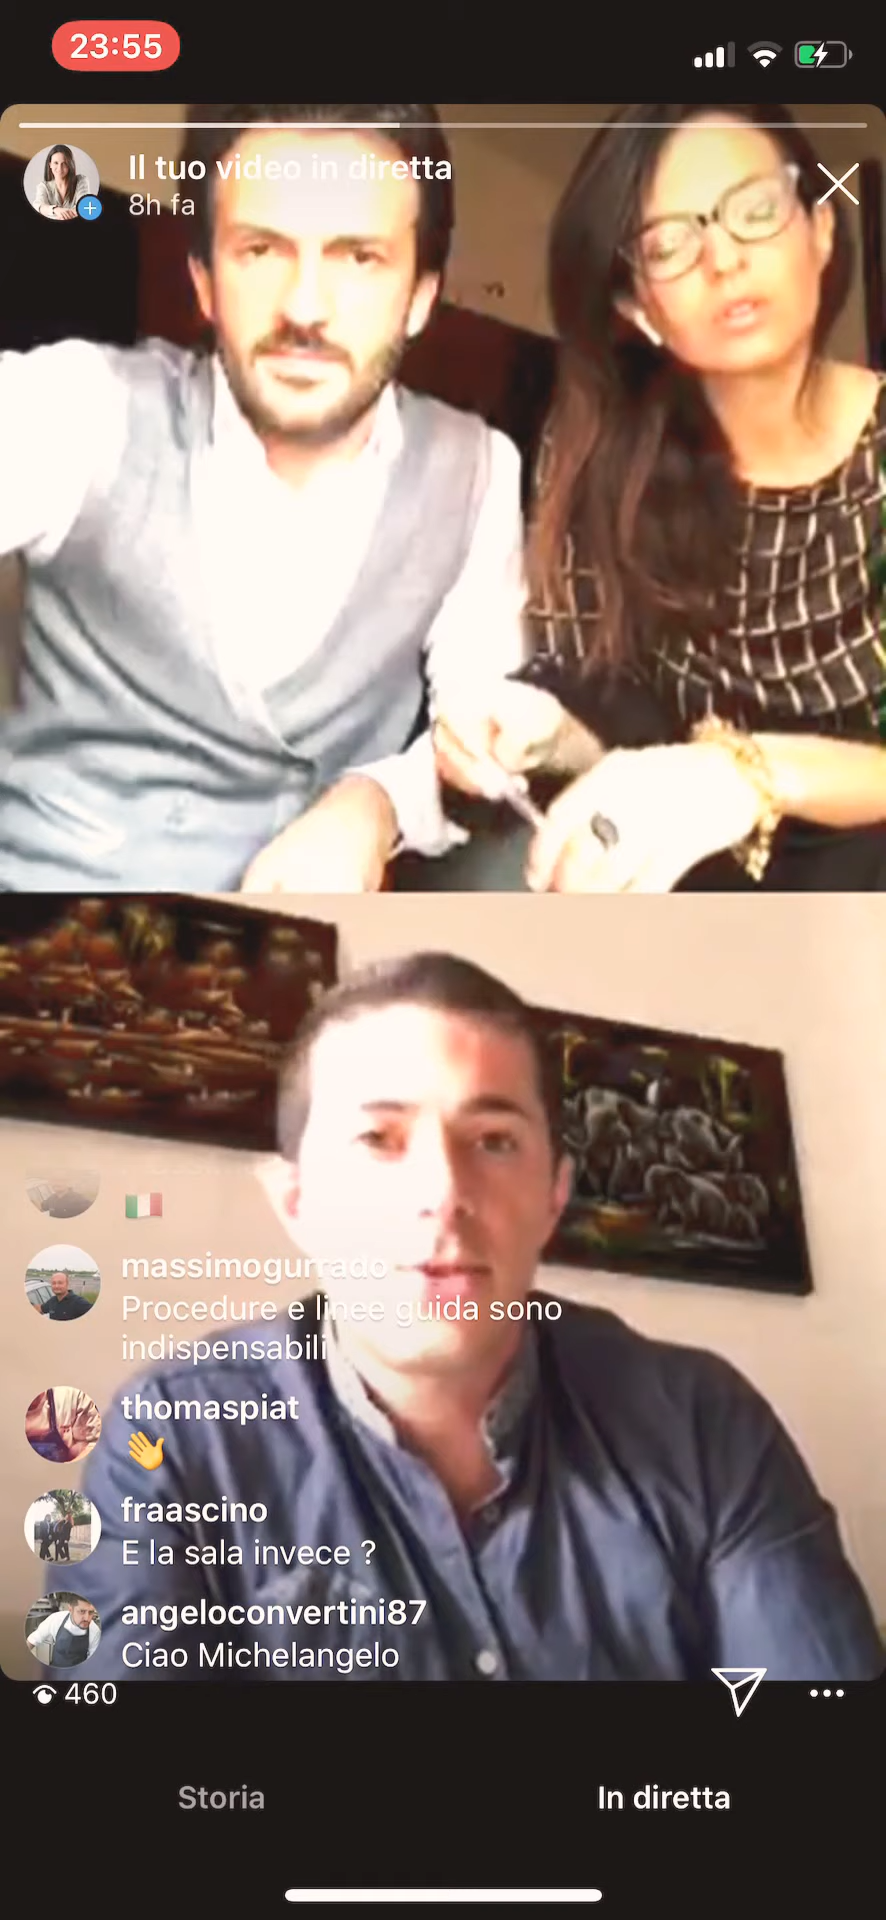 23:55
Il tuo video in diretta
8h fa
massimogurrado
Procedure e linee guida sono
indispensabili
thomaspiat
fraascino
E la sala invece ?
angeloconvertini87
Ciao Michelangelo
460
Storia
In diretta